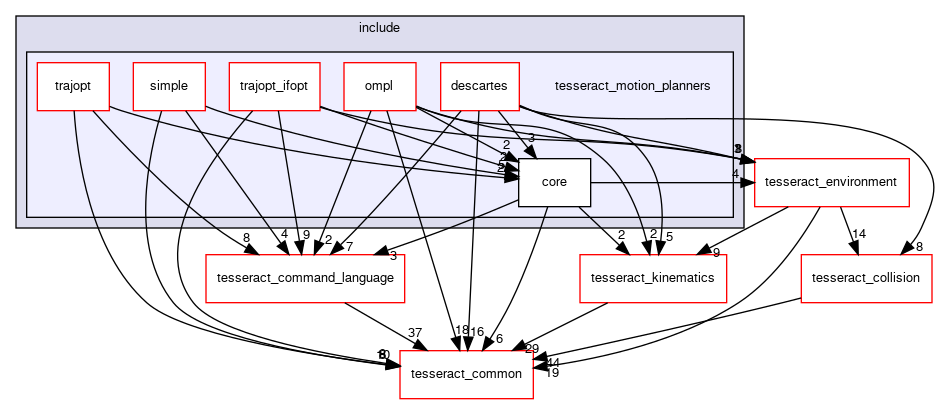 include
trajopt
simple
trajopt_ifopt
ompl
descartes
tesseract_motion_planners
2
3
4
core
tesseract_environment
8
4
9
2
7
3
2
2
5
9
14
8
tesseract_command_language
tesseract_kinematics
tesseract_collision
37
18
16
6
29
44
19
10
tesseract_common